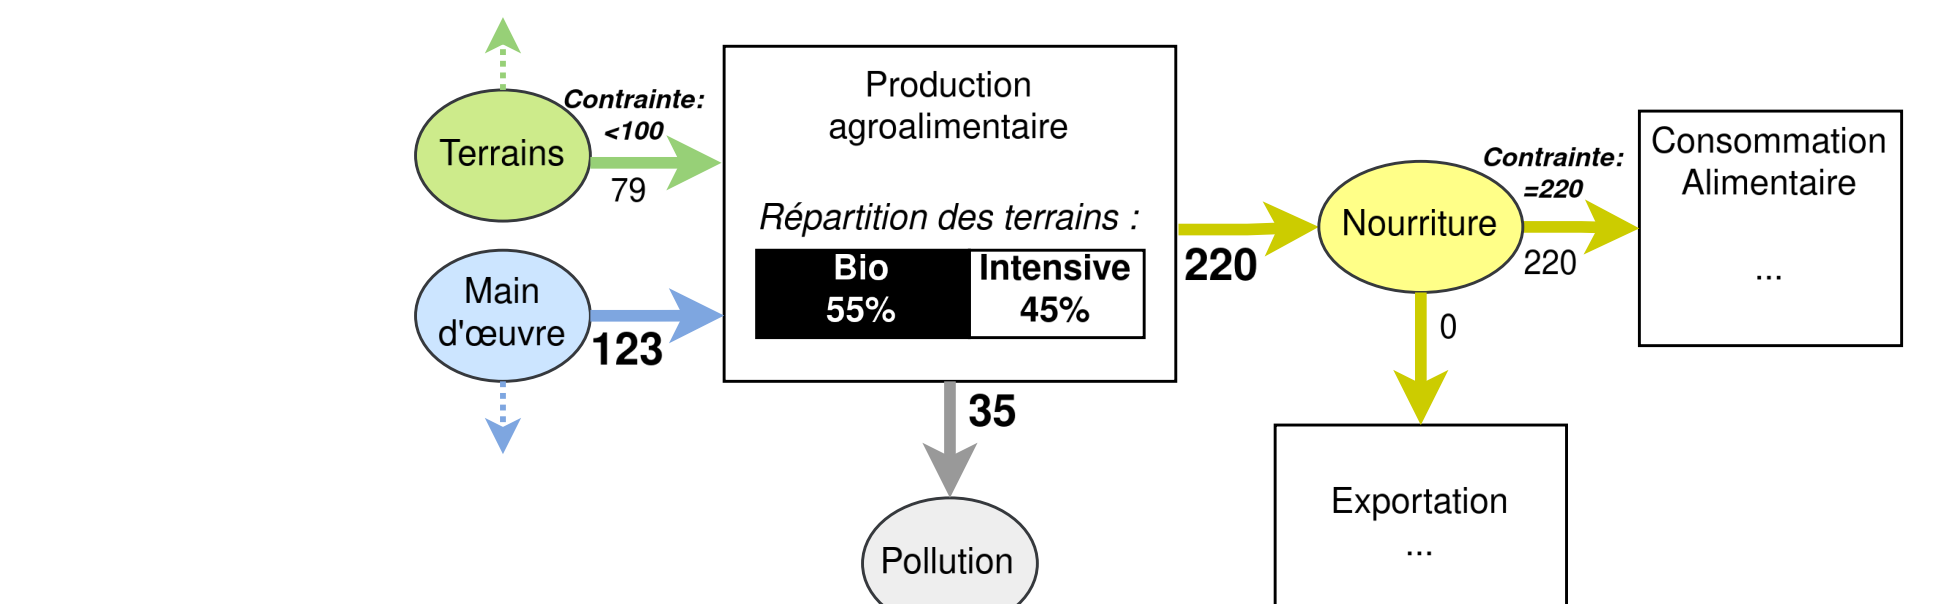 Contrainte:
<100
Terrains
79
Main
d'œuvre
123
Production
agroalimentaire
Répartition des terrains :
Bio
55%
Intensive
45%
35
Pollution
220
Nourriture
Contrainte:
=220
220
0
Consommation
Alimentaire
...
Exportation
...